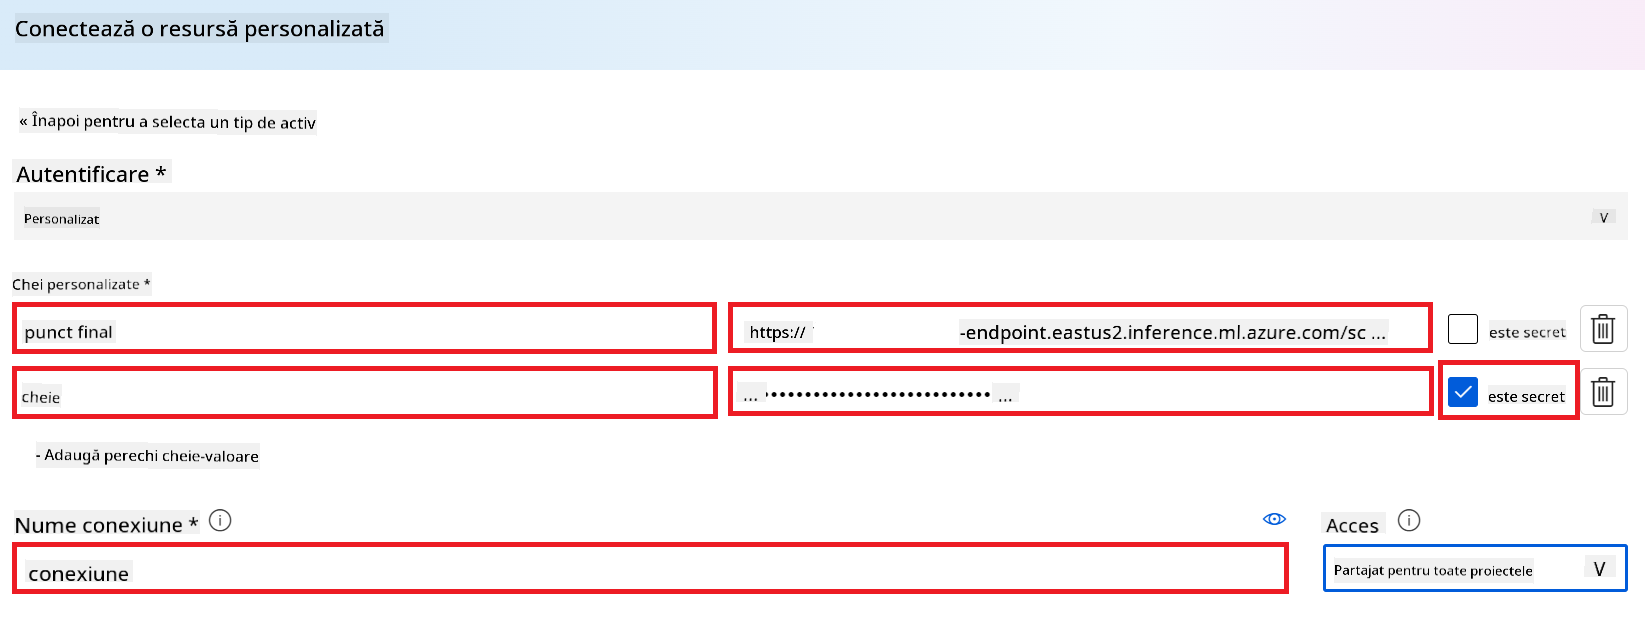 Conectează o resursă personalizată
« Înapoi pentru a selecta un tip de activ
Autentificare *
Personalizat V
Chei personalizate *
punct final https:// -endpoint.eastus2.inference.ml.azure.com/sc ... este secret
cheie ... ••••••••••••••••••••••••••••• ... este secret
- Adaugă perechi cheie-valoare
Nume conexiune * Acces
conexiune Partajat pentru toate proiectele V